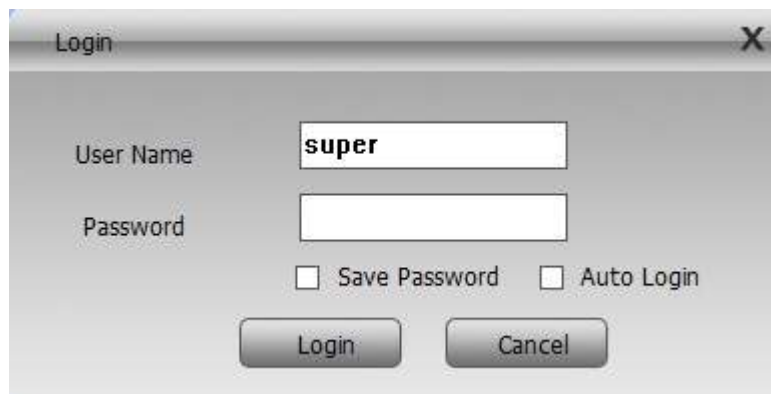 Login X
User Name super
Password
Save Password Auto Login
Login Cancel